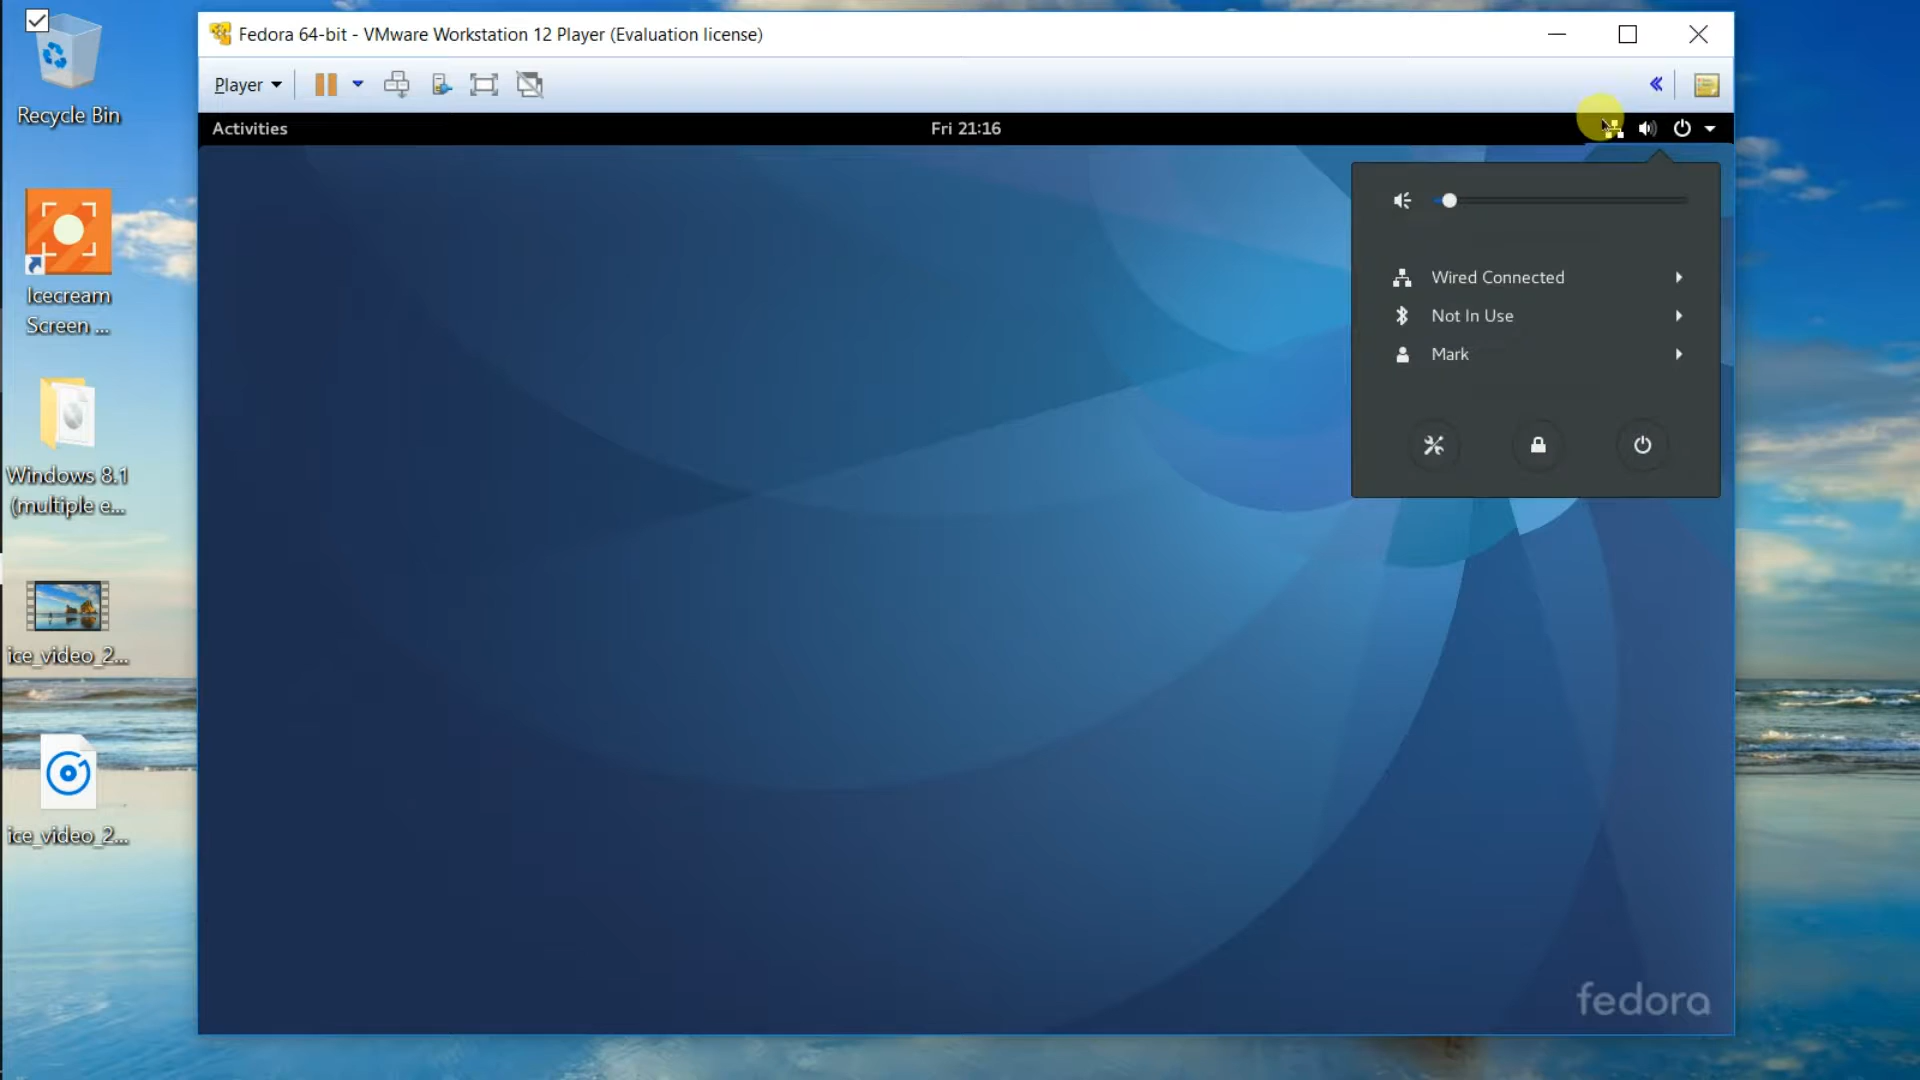 Fedora 64-bit - VMware Workstation 12 Player (Evaluation license)
Player
Activities
Fri 21:16
Recycle Bin
Icecream
Screen ...
Windows 8.1
(multiple e...
ice_video_2...
ice_video_2...
Wired Connected
Not In Use
Mark
fedora